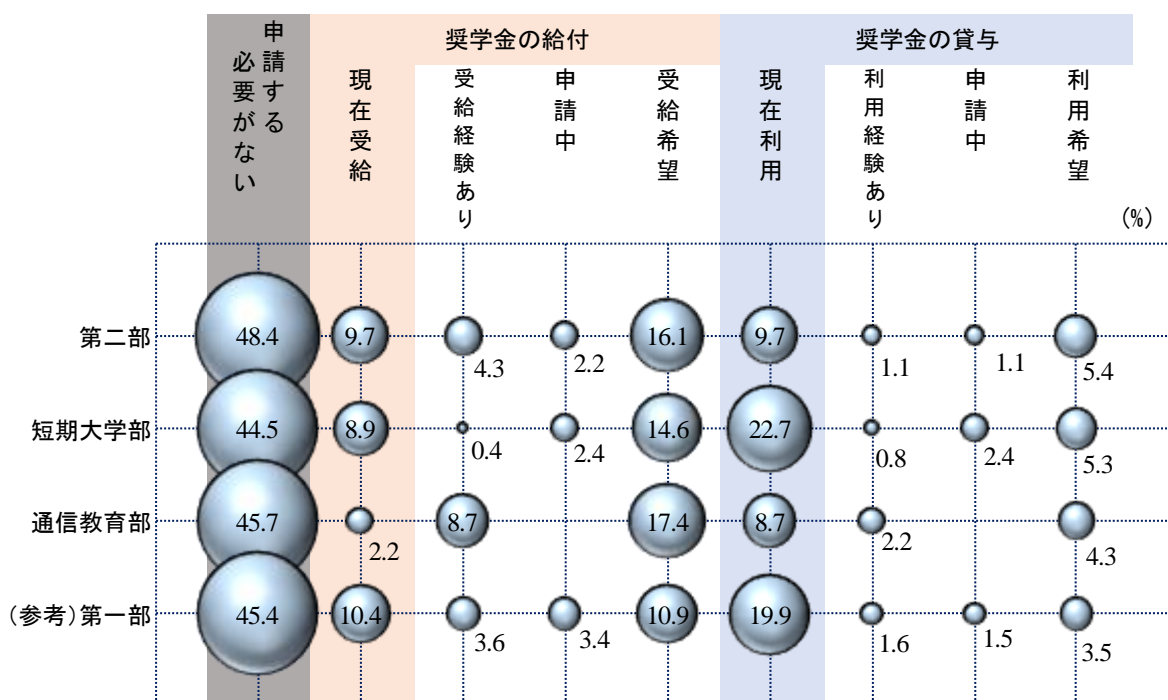 奨学金の給付
奨学金の貸与
申請する
必要がない
現在受給
受給経験あり
申請中
受給希望
現在利用
利用経験あり
申請中
利用希望
(%)
第二部
48.4
9.7
4.3
2.2
16.1
9.7
1.1
1.1
5.4
短期大学部
44.5
8.9
0.4
2.4
14.6
22.7
0.8
2.4
5.3
通信教育部
45.7
2.2
8.7
17.4
8.7
2.2
4.3
(参考)第一部
45.4
10.4
3.6
3.4
10.9
19.9
1.6
1.5
3.5